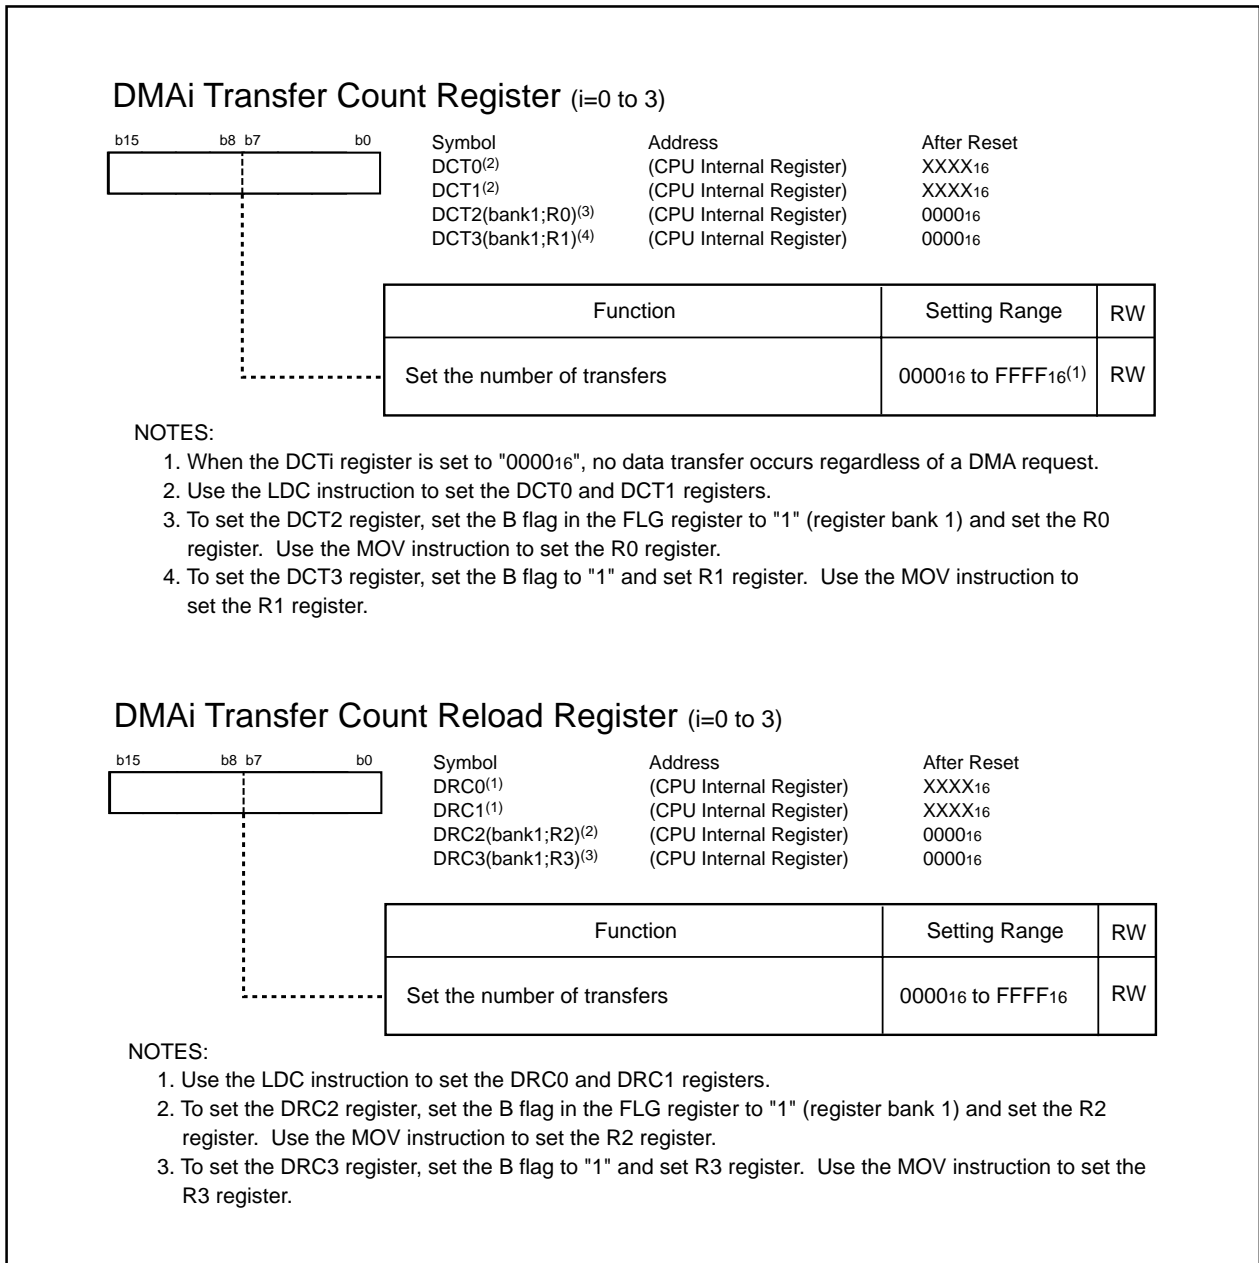 DMAi Transfer Count Register (i=0 to 3)
b15 b8 b7 b0
Symbol Address After Reset
DCT0(2) (CPU Internal Register) XXXX16
DCT1(2) (CPU Internal Register) XXXX16
DCT2(bank1;R0)(3) (CPU Internal Register) 000016
DCT3(bank1;R1)(4) (CPU Internal Register) 000016
Function Setting Range RW
Set the number of transfers 000016 to FFFF16(1) RW
NOTES:
1. When the DCTi register is set to "000016", no data transfer occurs regardless of a DMA request.
2. Use the LDC instruction to set the DCT0 and DCT1 registers.
3. To set the DCT2 register, set the B flag in the FLG register to "1" (register bank 1) and set the R0
register. Use the MOV instruction to set the R0 register.
4. To set the DCT3 register, set the B flag to "1" and set R1 register. Use the MOV instruction to
set the R1 register.
DMAi Transfer Count Reload Register (i=0 to 3)
b15 b8 b7 b0
Symbol Address After Reset
DRC0(1) (CPU Internal Register) XXXX16
DRC1(1) (CPU Internal Register) XXXX16
DRC2(bank1;R2)(2) (CPU Internal Register) 000016
DRC3(bank1;R3)(3) (CPU Internal Register) 000016
Function Setting Range RW
Set the number of transfers 000016 to FFFF16 RW
NOTES:
1. Use the LDC instruction to set the DRC0 and DRC1 registers.
2. To set the DRC2 register, set the B flag in the FLG register to "1" (register bank 1) and set the R2
register. Use the MOV instruction to set the R2 register.
3. To set the DRC3 register, set the B flag to "1" and set R3 register. Use the MOV instruction to set the
R3 register.